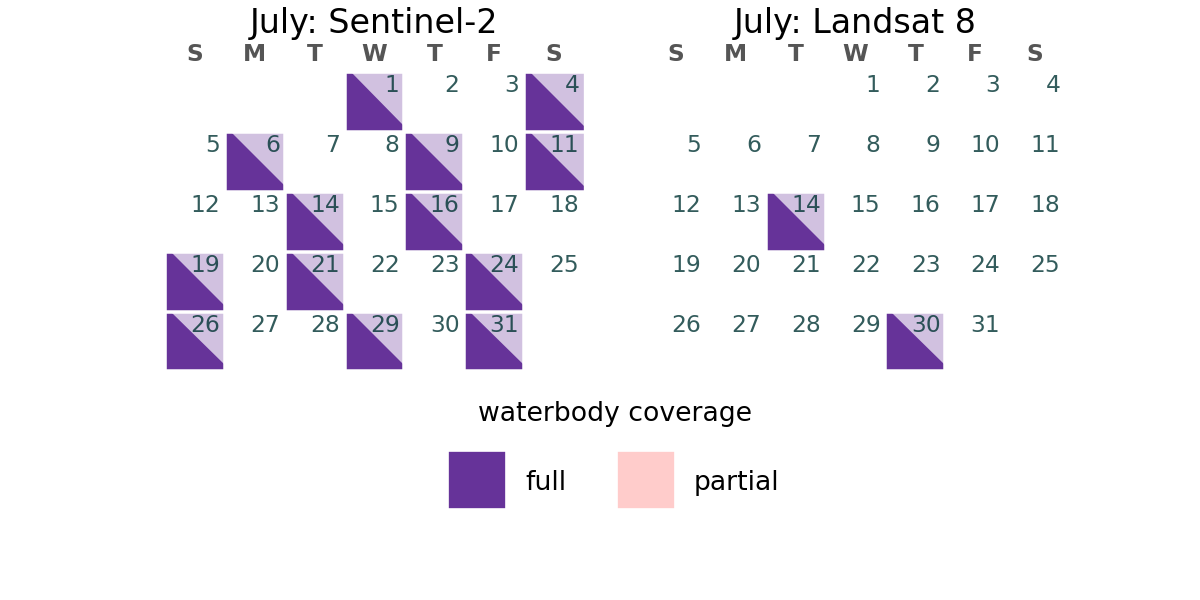 July: Sentinel-2
S M T W T F S
1 2 3 4
5 6 7 8 9 10 11
12 13 14 15 16 17 18
19 20 21 22 23 24 25
26 27 28 29 30 31
July: Landsat 8
S M T W T F S
1 2 3 4
5 6 7 8 9 10 11
12 13 14 15 16 17 18
19 20 21 22 23 24 25
26 27 28 29 30 31
waterbody coverage
full partial